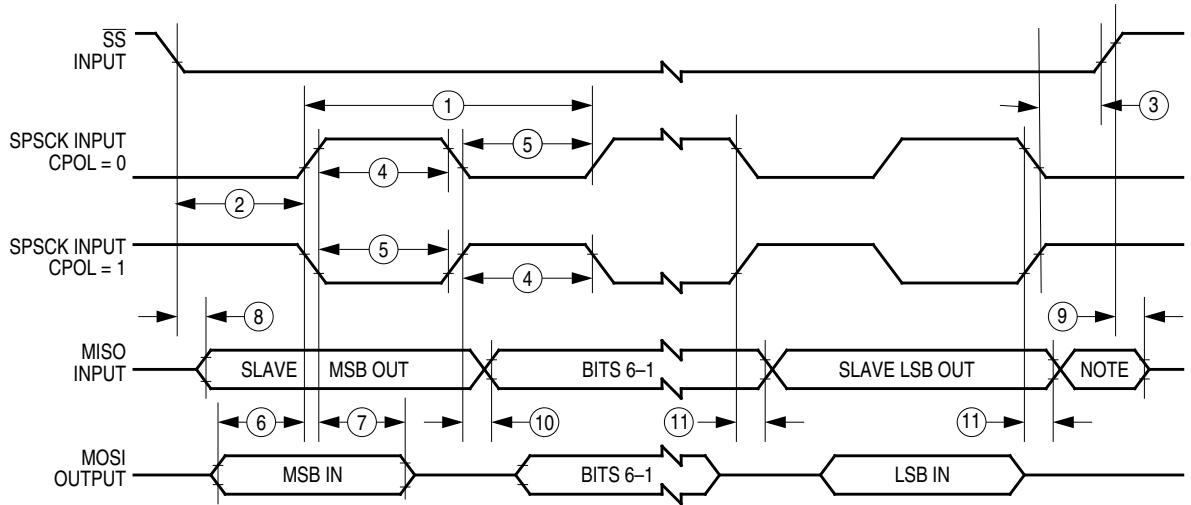 SS
INPUT
1
3
SPSCK INPUT
CPOL = 0
5
4
2
SPSCK INPUT
CPOL = 1
5
4
8
9
MISO
INPUT
SLAVE MSB OUT
BITS 6–1
SLAVE LSB OUT
NOTE
6
7
10
11
11
MOSI
OUTPUT
MSB IN
BITS 6–1
LSB IN